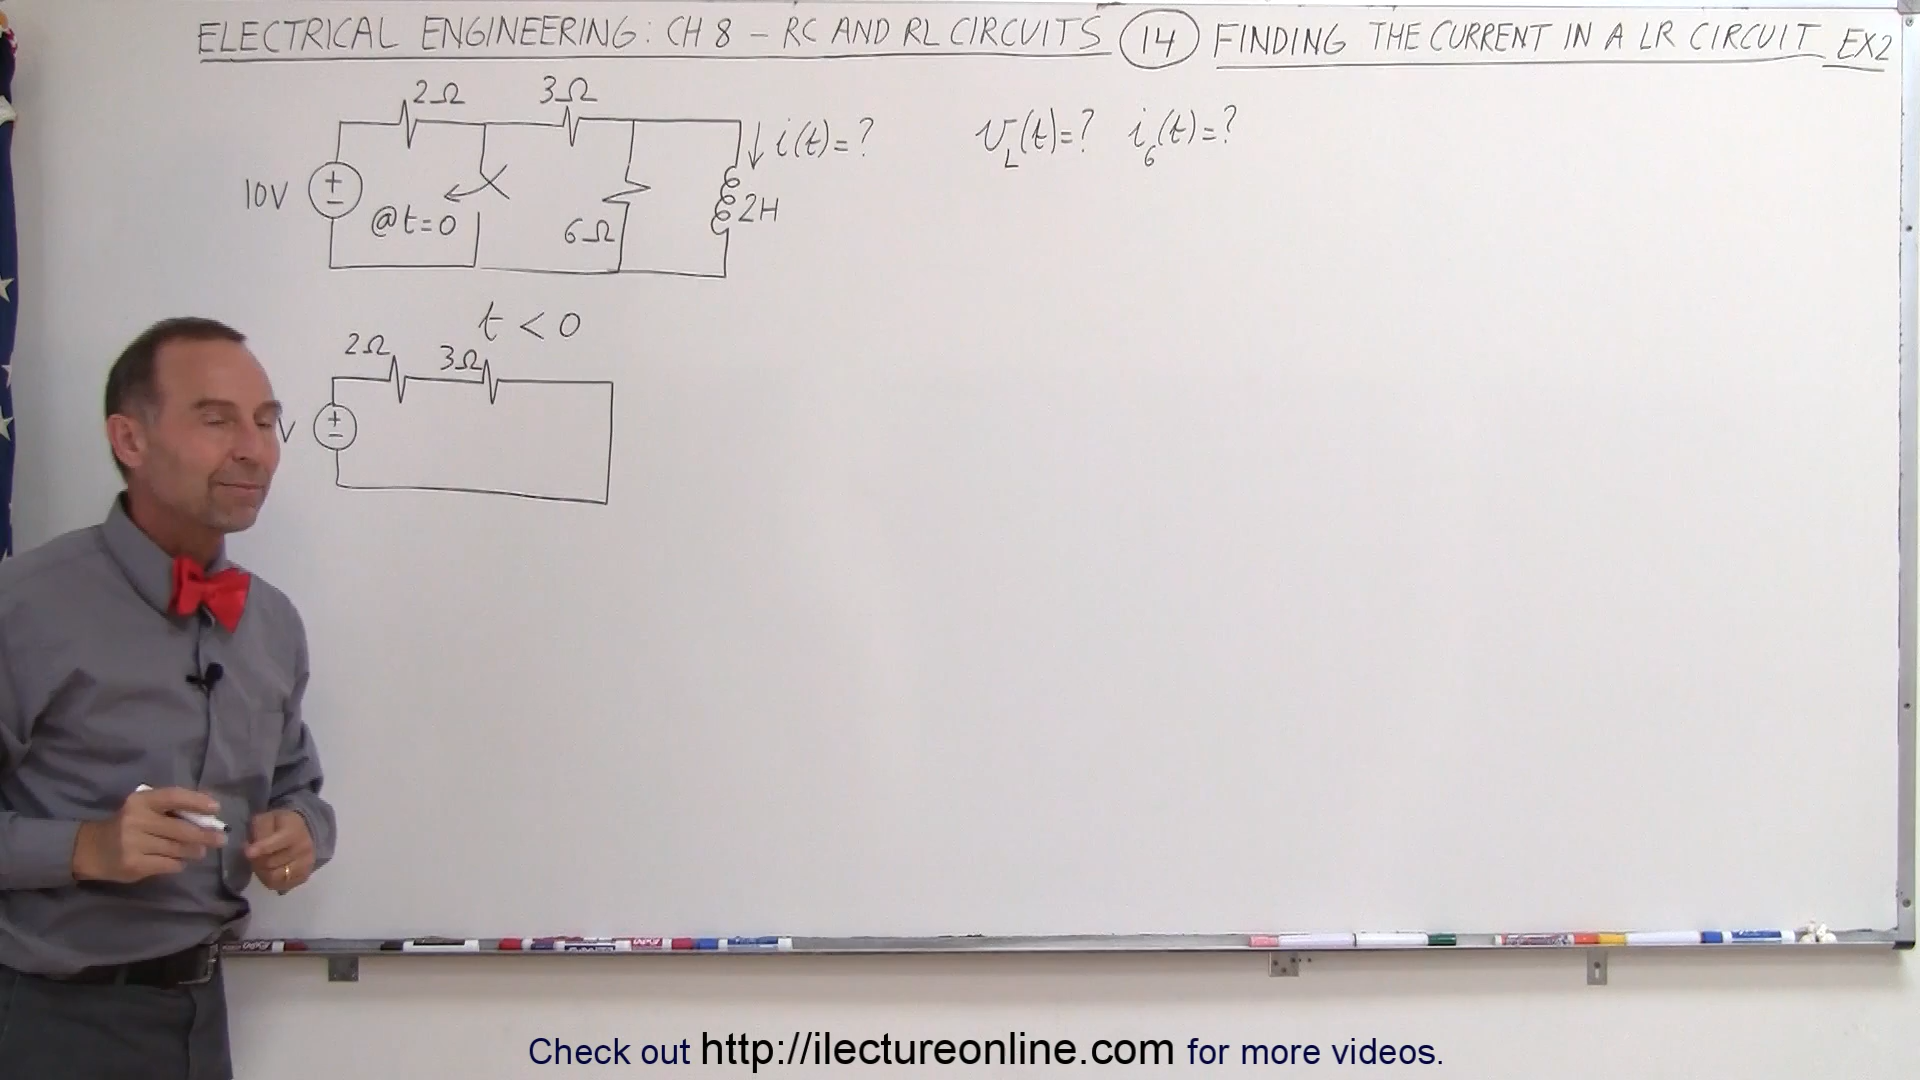 ELECTRICAL ENGINEERING: CH 8 – RC AND RL CIRCUITS 14 FINDING THE CURRENT IN A LR CIRCUIT EX2
2Ω 3Ω
i(t)=? v_L(t)=? i_6(t)=?
10V
@t=0 6Ω 2H
t < 0
2Ω 3Ω
V
Check out http://ilectureonline.com for more videos.